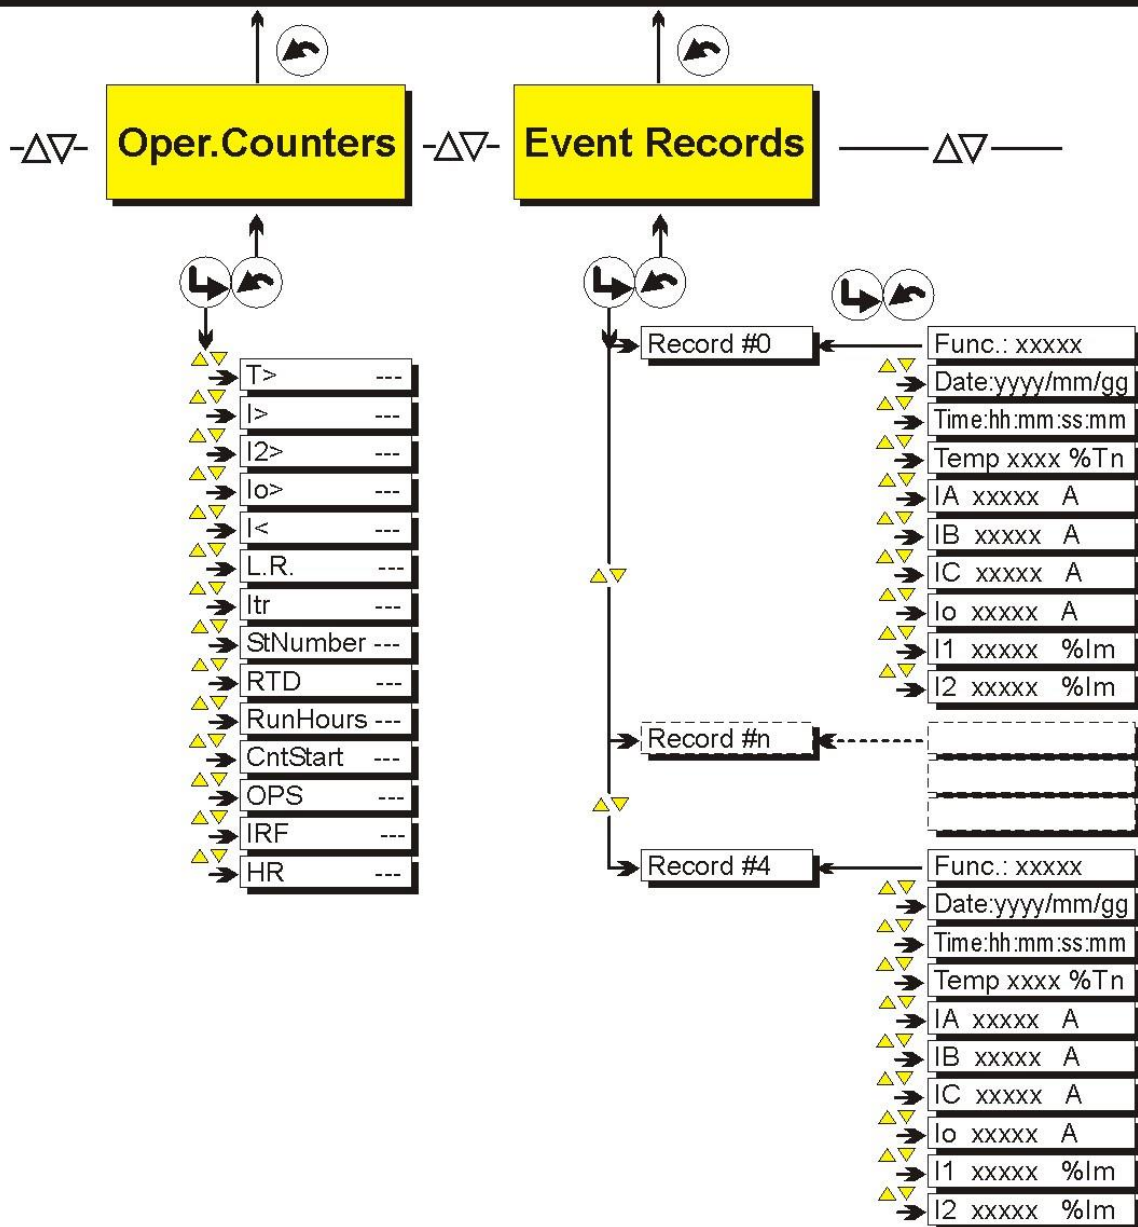 Oper.Counters
Event Records
T> ---
I> ---
I2> ---
Io> ---
I< ---
L.R. ---
Itr ---
StNumber ---
RTD ---
RunHours ---
CntStart ---
OPS ---
IRF ---
HR ---
Record #0
Func.: xxxxx
Date:yyyy/mm/gg
Time:hh:mm:ss:mm
Temp xxxx %Tn
IA xxxxx A
IB xxxxx A
IC xxxxx A
Io xxxxx A
I1 xxxxx %Im
I2 xxxxx %Im
Record #n
Record #4
Func.: xxxxx
Date:yyyy/mm/gg
Time:hh:mm:ss:mm
Temp xxxx %Tn
IA xxxxx A
IB xxxxx A
IC xxxxx A
Io xxxxx A
I1 xxxxx %Im
I2 xxxxx %Im